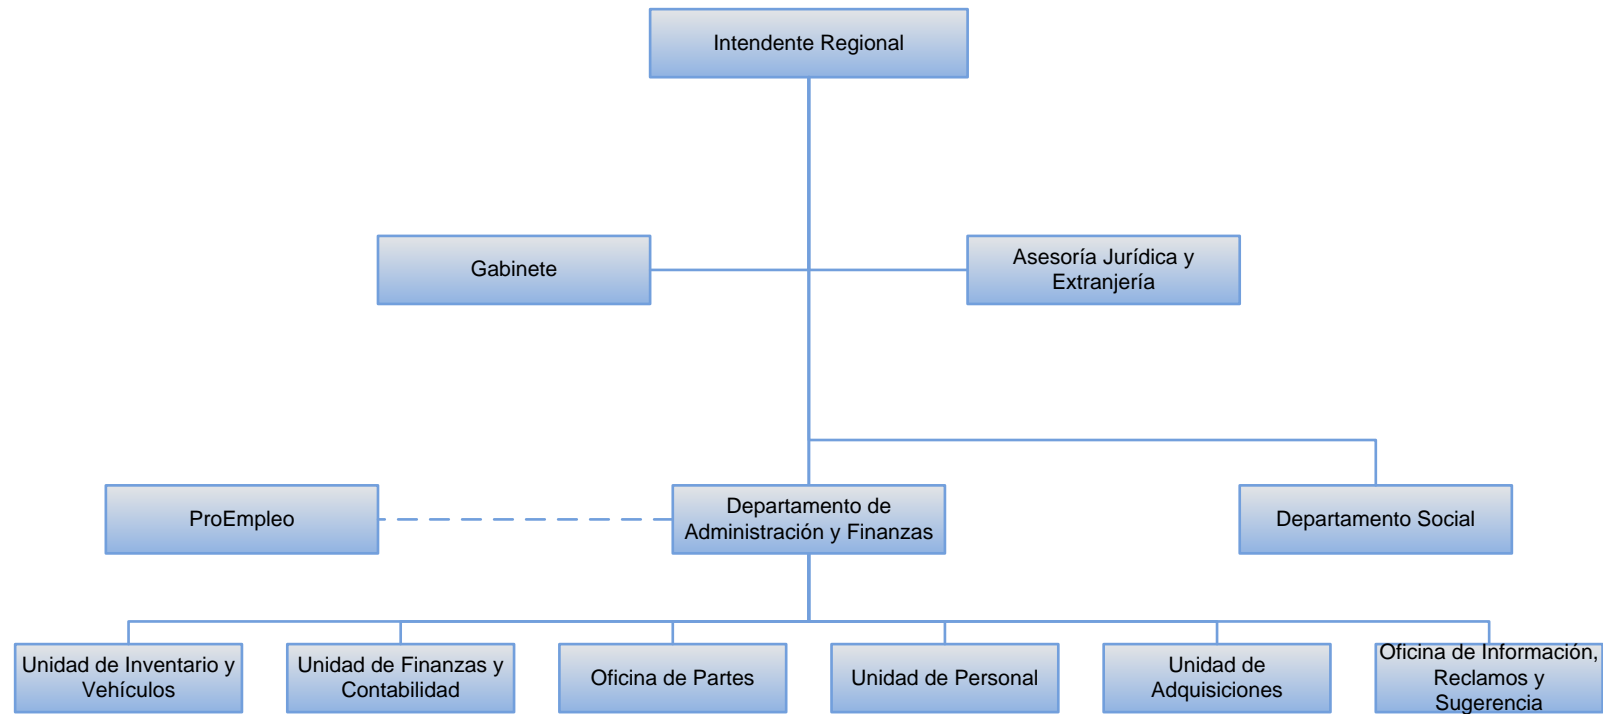 Intendente Regional
Gabinete
Asesoría Jurídica y
Extranjería
ProEmpleo
Departamento de
Administración y Finanzas
Departamento Social
Unidad de Inventario y
Vehículos
Unidad de Finanzas y
Contabilidad
Oficina de Partes
Unidad de Personal
Unidad de
Adquisiciones
Oficina de Información,
Reclamos y
Sugerencia